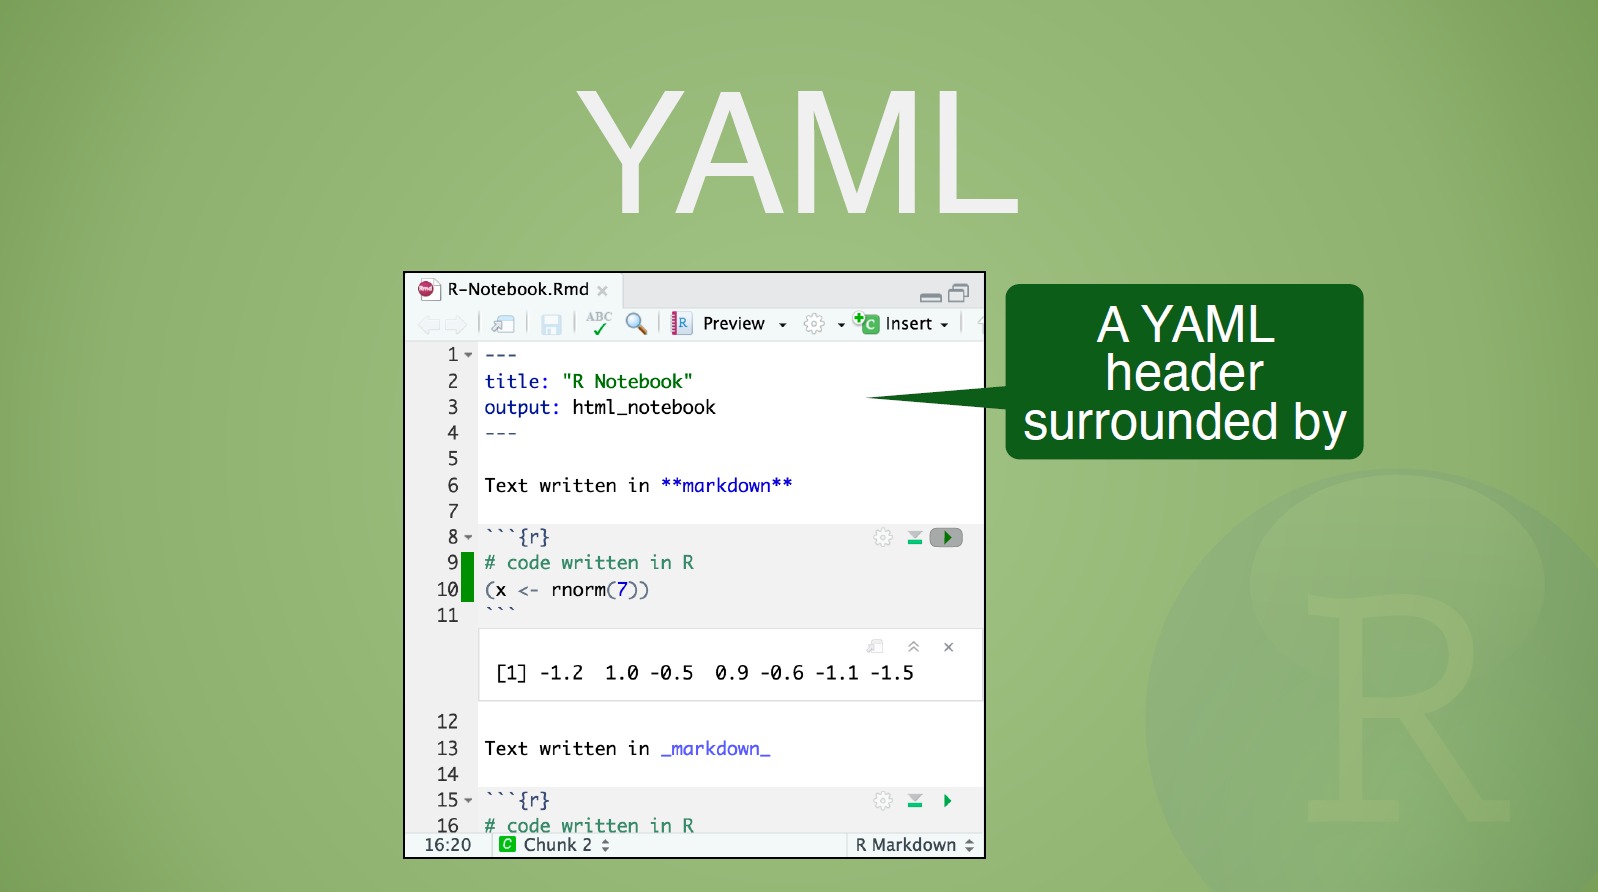 YAML
R-Notebook.Rmd
ABC Preview Insert
A YAML
header
surrounded by
1 ---
2 title: "R Notebook"
3 output: html_notebook
4 ---
5
6 Text written in **markdown**
7
8 ```{r}
9 # code written in R
10 (x <- rnorm(7))
11 ```
[1] -1.2 1.0 -0.5 0.9 -0.6 -1.1 -1.5
12
13 Text written in _markdown_
14
15 ```{r}
16 # code written in R
16:20 C Chunk 2 R Markdown
R